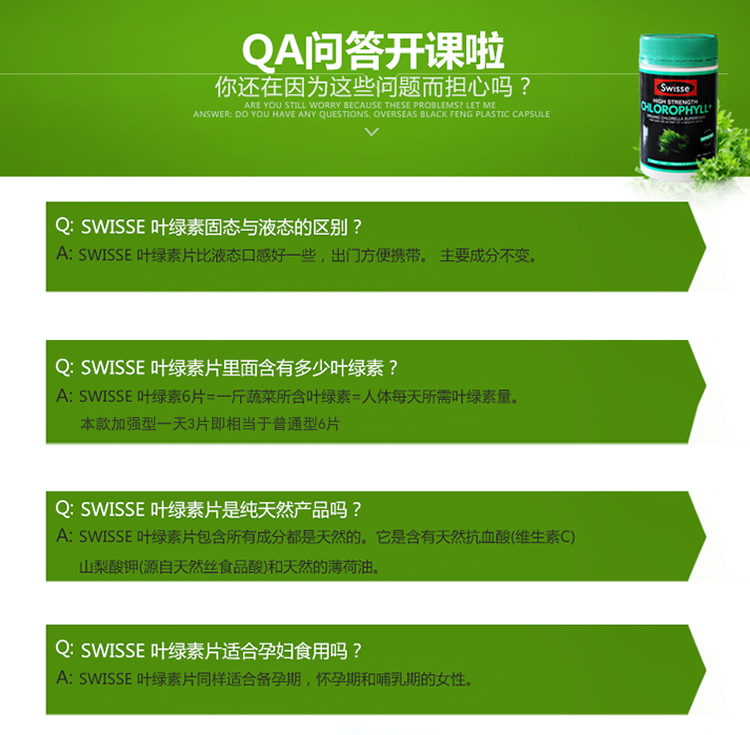 QA问答开课啦
你还在因为这些问题而担心吗？
ARE YOU STILL WORRY BECAUSE THESE PROBLEMS? LET ME
ANSWER: DO YOU HAVE ANY QUESTIONS. OVERSEAS BLACK FENG PLASTIC CAPSULE
Swisse
HIGH STRENGTH
CHLOROPHYLL+
ORGANIC CHLORELLA SUPERFOOD
Q: SWISSE 叶绿素固态与液态的区别？
A: SWISSE 叶绿素片比液态口感好一些，出门方便携带。 主要成分不变。
Q: SWISSE 叶绿素片里面含有多少叶绿素？
A: SWISSE 叶绿素6片=一斤蔬菜所含叶绿素=人体每天所需叶绿素量。
本款加强型一天3片即相当于普通型6片
Q: SWISSE 叶绿素片是纯天然产品吗？
A: SWISSE 叶绿素片包含所有成分都是天然的。它是含有天然抗血酸(维生素C)
山梨酸钾(源自天然丝食品酸)和天然的薄荷油。
Q: SWISSE 叶绿素片适合孕妇食用吗？
A: SWISSE 叶绿素片同样适合备孕期，怀孕期和哺乳期的女性。